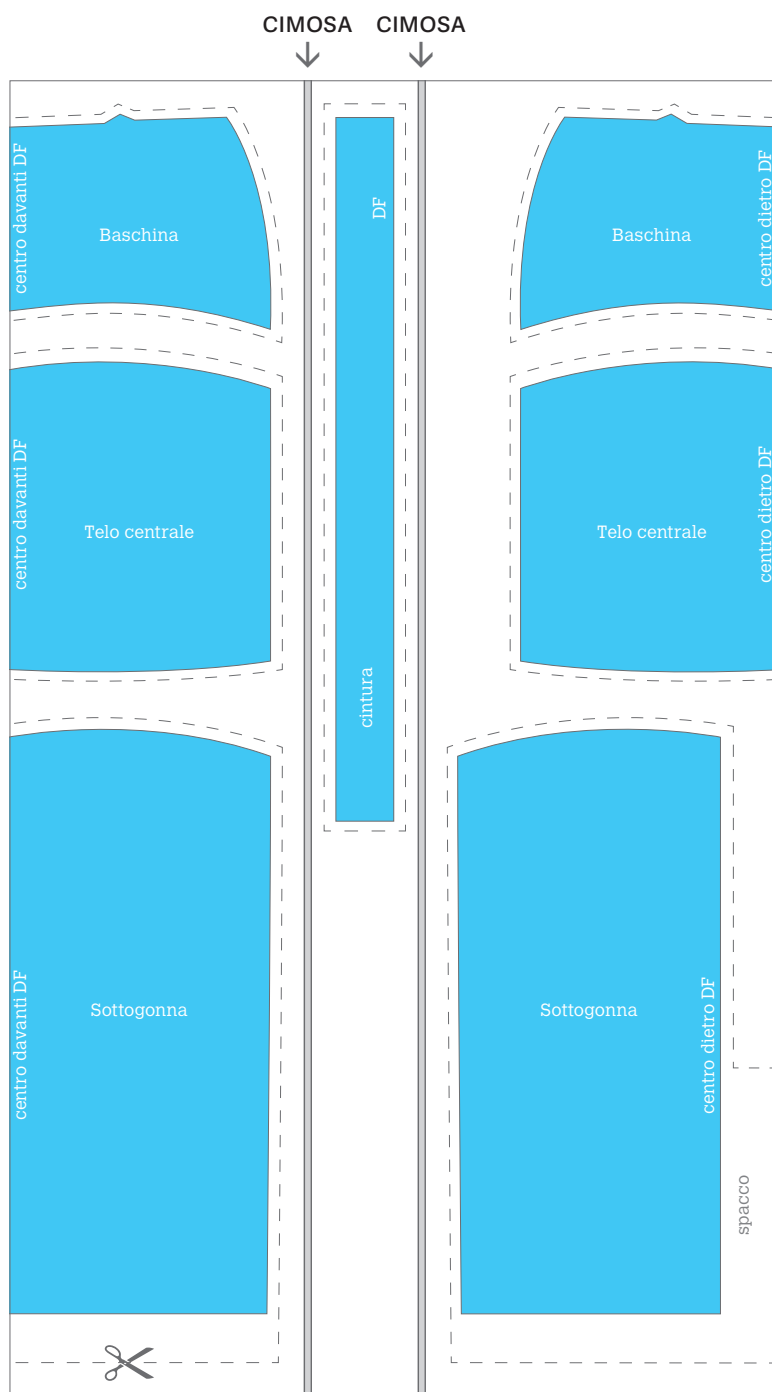 CIMOSA CIMOSA
centro davanti DF
Baschina
DF
Baschina
centro dietro DF
centro davanti DF
Telo centrale
cintura
Telo centrale
centro dietro DF
centro davanti DF
Sottogonna
Sottogonna
centro dietro DF
spacco